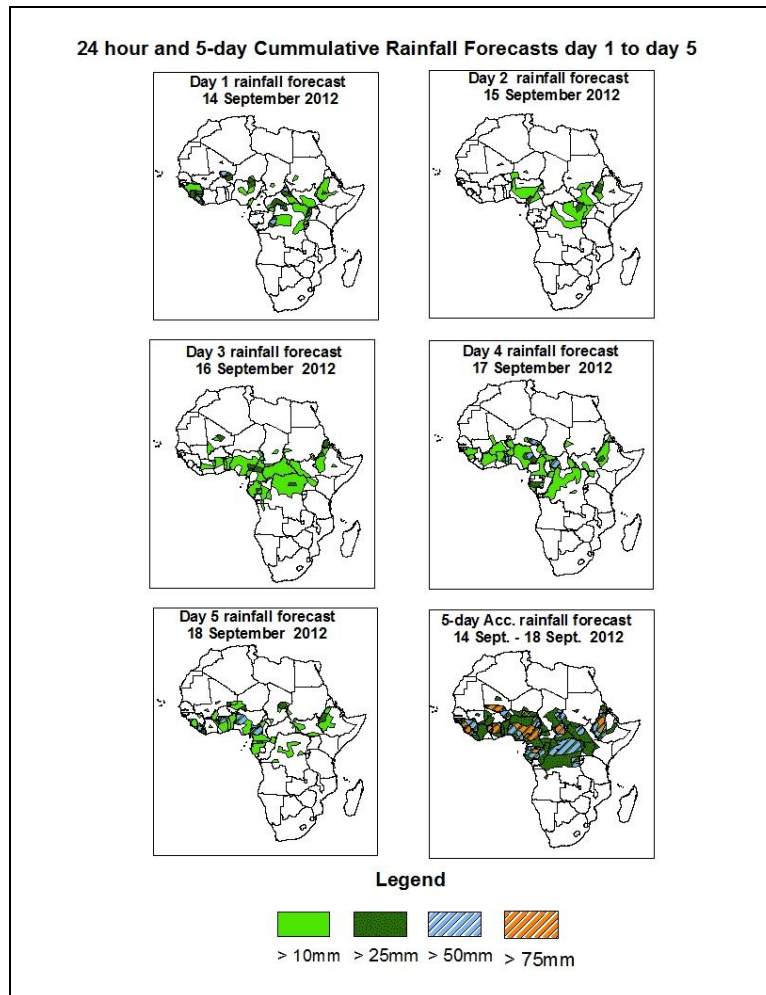 24 hour and 5-day Cummulative Rainfall Forecasts day 1 to day 5
Day 1 rainfall forecast
14 September 2012
Day 2 rainfall forecast
15 September 2012
Day 3 rainfall forecast
16 September 2012
Day 4 rainfall forecast
17 September 2012
Day 5 rainfall forecast
18 September 2012
5-day Acc. rainfall forecast
14 Sept. - 18 Sept. 2012
Legend
> 10mm > 25mm > 50mm > 75mm